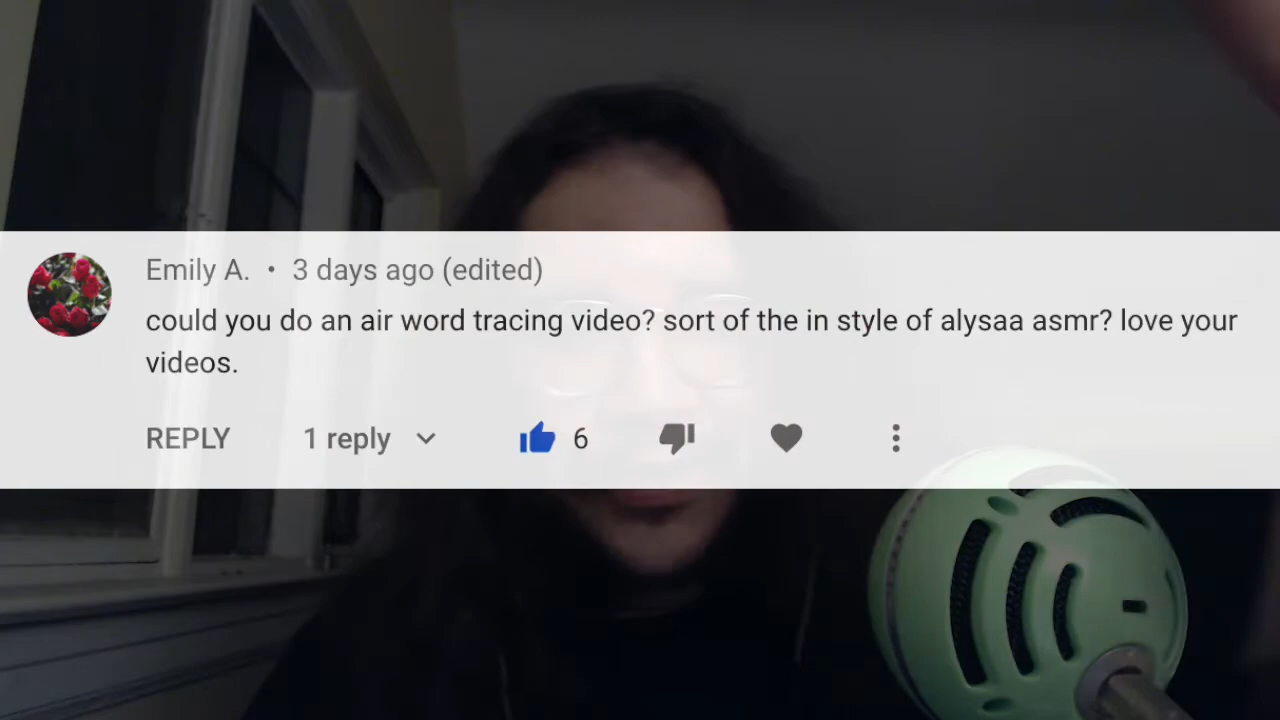 Emily A. • 3 days ago (edited)
could you do an air word tracing video? sort of the in style of alysaa asmr? love your
videos.
REPLY 1 reply 6